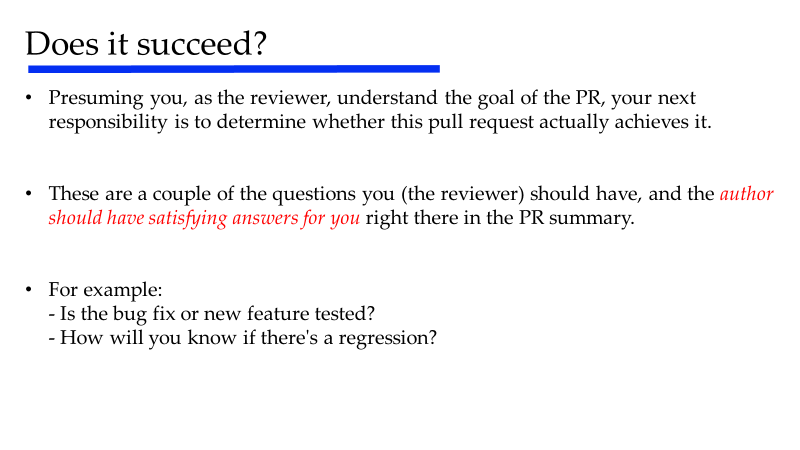 Does it succeed?
• Presuming you, as the reviewer, understand the goal of the PR, your next
responsibility is to determine whether this pull request actually achieves it.
• These are a couple of the questions you (the reviewer) should have, and the author
should have satisfying answers for you right there in the PR summary.
• For example:
- Is the bug fix or new feature tested?
- How will you know if there's a regression?